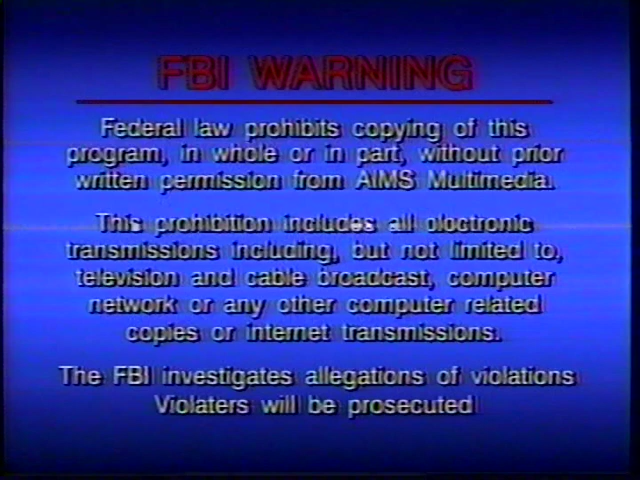 FBI WARNING
Federal law prohibits copying of this
program, in whole or in part, without prior
written permission from AIMS Multimedia.
This prohibition includes all electronic
transmissions including, but not limited to,
television and cable broadcast, computer
network or any other computer related
copies or internet transmissions.
The FBI investigates allegations of violations
Violaters will be prosecuted